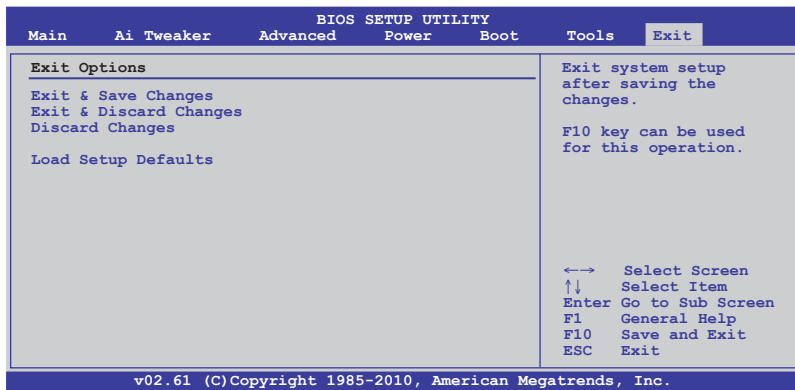 BIOS SETUP UTILITY
Main Ai Tweaker Advanced Power Boot Tools Exit
Exit Options
Exit & Save Changes
Exit & Discard Changes
Discard Changes
Load Setup Defaults
Exit system setup
after saving the
changes.
F10 key can be used
for this operation.
←→ Select Screen
↑↓ Select Item
Enter Go to Sub Screen
F1 General Help
F10 Save and Exit
ESC Exit
v02.61 (C)Copyright 1985-2010, American Megatrends, Inc.